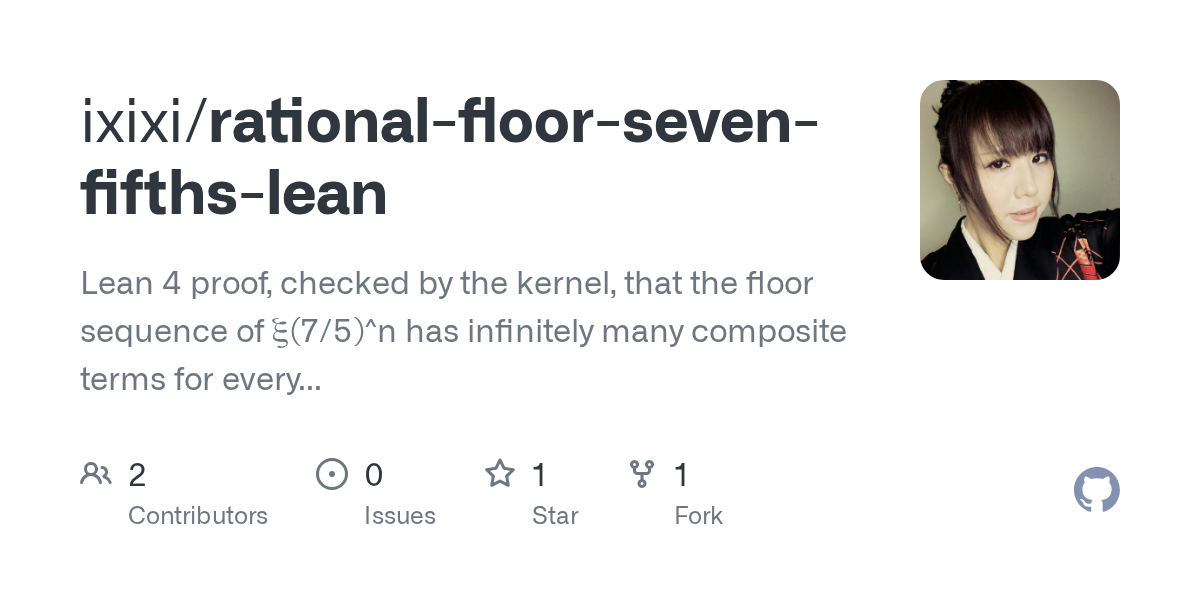 ixixi/rational-floor-seven-
fifths-lean
Lean 4 proof, checked by the kernel, that the floor
sequence of ξ(7/5)^n has infinitely many composite
terms for every...
2
Contributors
0
Issues
1
Star
1
Fork